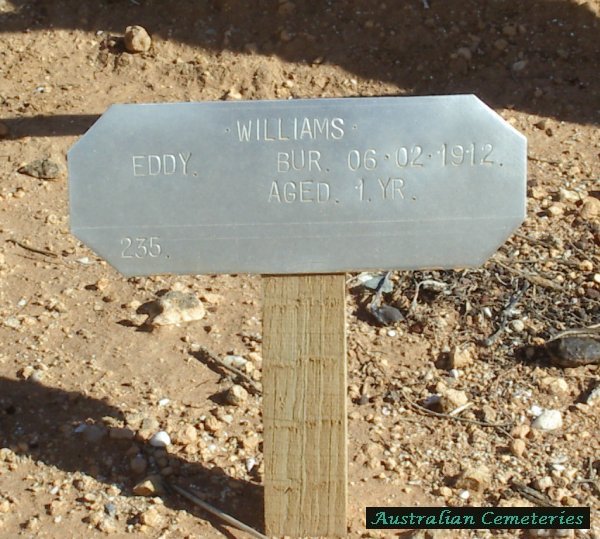 ·WILLIAMS·
EDDY. BUR. 06·02·1912.
AGED. 1.YR.
235.
Australian Cemeteries